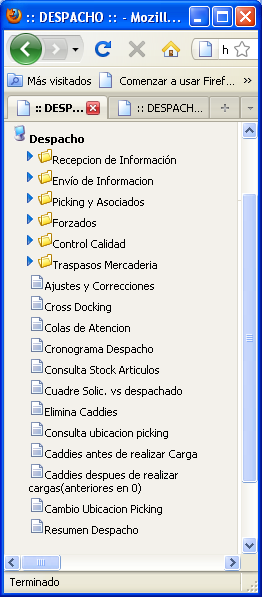 :: DESPACHO :: - Mozill...
h
Más visitados
Comenzar a usar Firef...
:: DESP...
:: DESPACH...
Despacho
Recepcion de Información
Envío de Informacion
Picking y Asociados
Forzados
Control Calidad
Traspasos Mercaderia
Ajustes y Correcciones
Cross Docking
Colas de Atencion
Cronograma Despacho
Consulta Stock Articulos
Cuadre Solic. vs despachado
Elimina Caddies
Consulta ubicacion picking
Caddies antes de realizar Carga
Caddies despues de realizar
cargas(anteriores en 0)
Cambio Ubicacion Picking
Resumen Despacho
Terminado